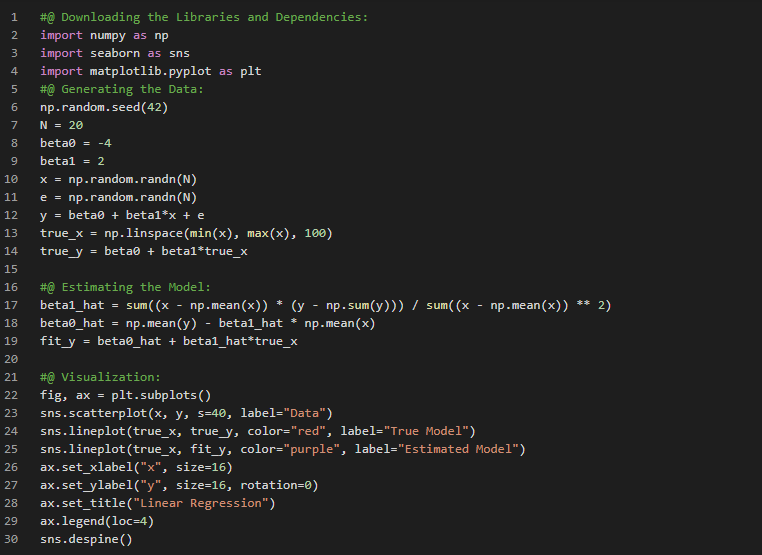 1 #@ Downloading the Libraries and Dependencies:
2 import numpy as np
3 import seaborn as sns
4 import matplotlib.pyplot as plt
5 #@ Generating the Data:
6 np.random.seed(42)
7 N = 20
8 beta0 = -4
9 beta1 = 2
10 x = np.random.randn(N)
11 e = np.random.randn(N)
12 y = beta0 + beta1*x + e
13 true_x = np.linspace(min(x), max(x), 100)
14 true_y = beta0 + beta1*true_x
15
16 #@ Estimating the Model:
17 beta1_hat = sum((x - np.mean(x)) * (y - np.sum(y))) / sum((x - np.mean(x)) ** 2)
18 beta0_hat = np.mean(y) - beta1_hat * np.mean(x)
19 fit_y = beta0_hat + beta1_hat*true_x
20
21 #@ Visualization:
22 fig, ax = plt.subplots()
23 sns.scatterplot(x, y, s=40, label="Data")
24 sns.lineplot(true_x, true_y, color="red", label="True Model")
25 sns.lineplot(true_x, fit_y, color="purple", label="Estimated Model")
26 ax.set_xlabel("x", size=16)
27 ax.set_ylabel("y", size=16, rotation=0)
28 ax.set_title("Linear Regression")
29 ax.legend(loc=4)
30 sns.despine()